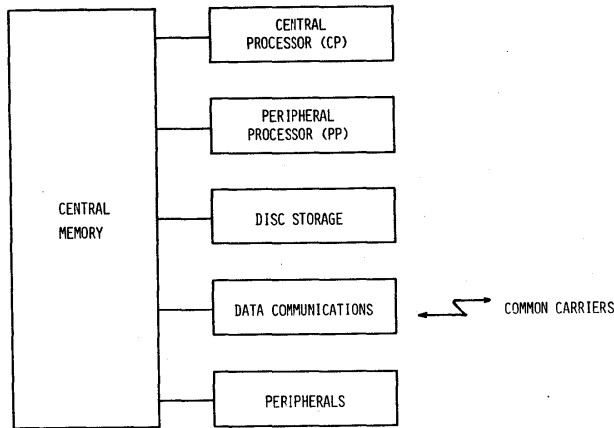 CENTRAL
PROCESSOR (CP)
PERIPHERAL
PROCESSOR (PP)
CENTRAL
MEMORY
DISC STORAGE
DATA COMMUNICATIONS
COMMON CARRIERS
PERIPHERALS